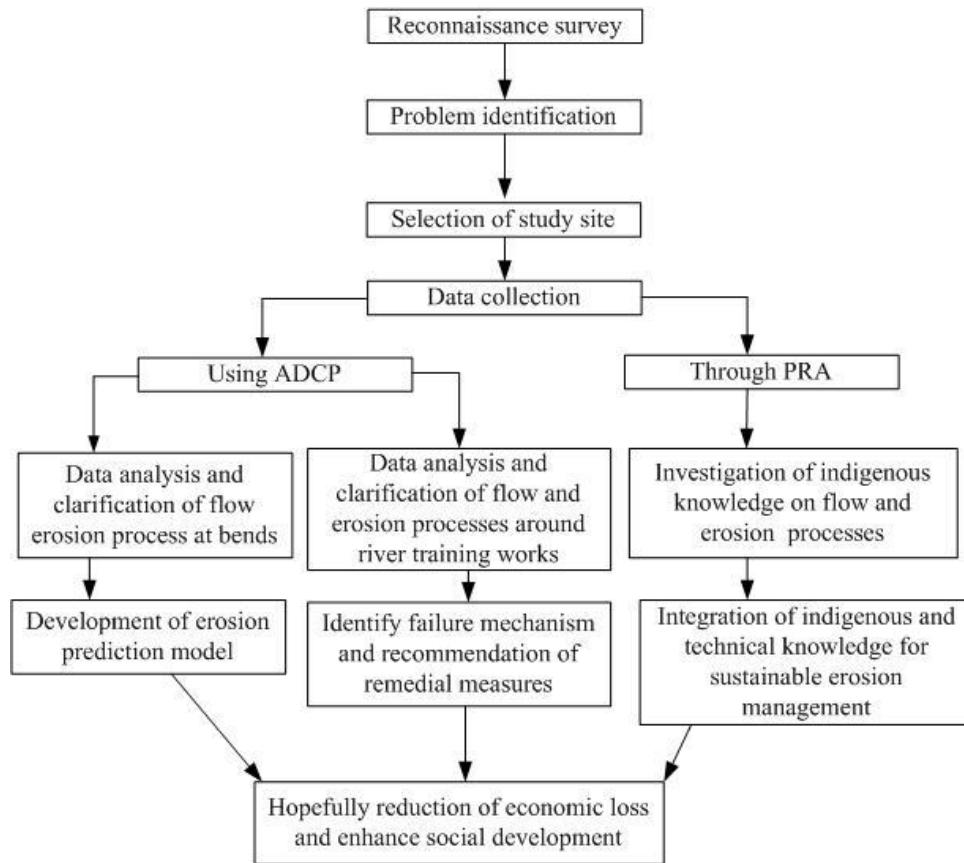 Reconnaissance survey
Problem identification
Selection of study site
Data collection
Using ADCP
Through PRA
Data analysis and
clarification of flow
erosion process at bends
Data analysis and
clarification of flow and
erosion processes around
river training works
Investigation of indigenous
knowledge on flow and
erosion processes
Development of erosion
prediction model
Identify failure mechanism
and recommendation of
remedial measures
Integration of indigenous and
technical knowledge for
sustainable erosion
management
Hopefully reduction of economic loss
and enhance social development